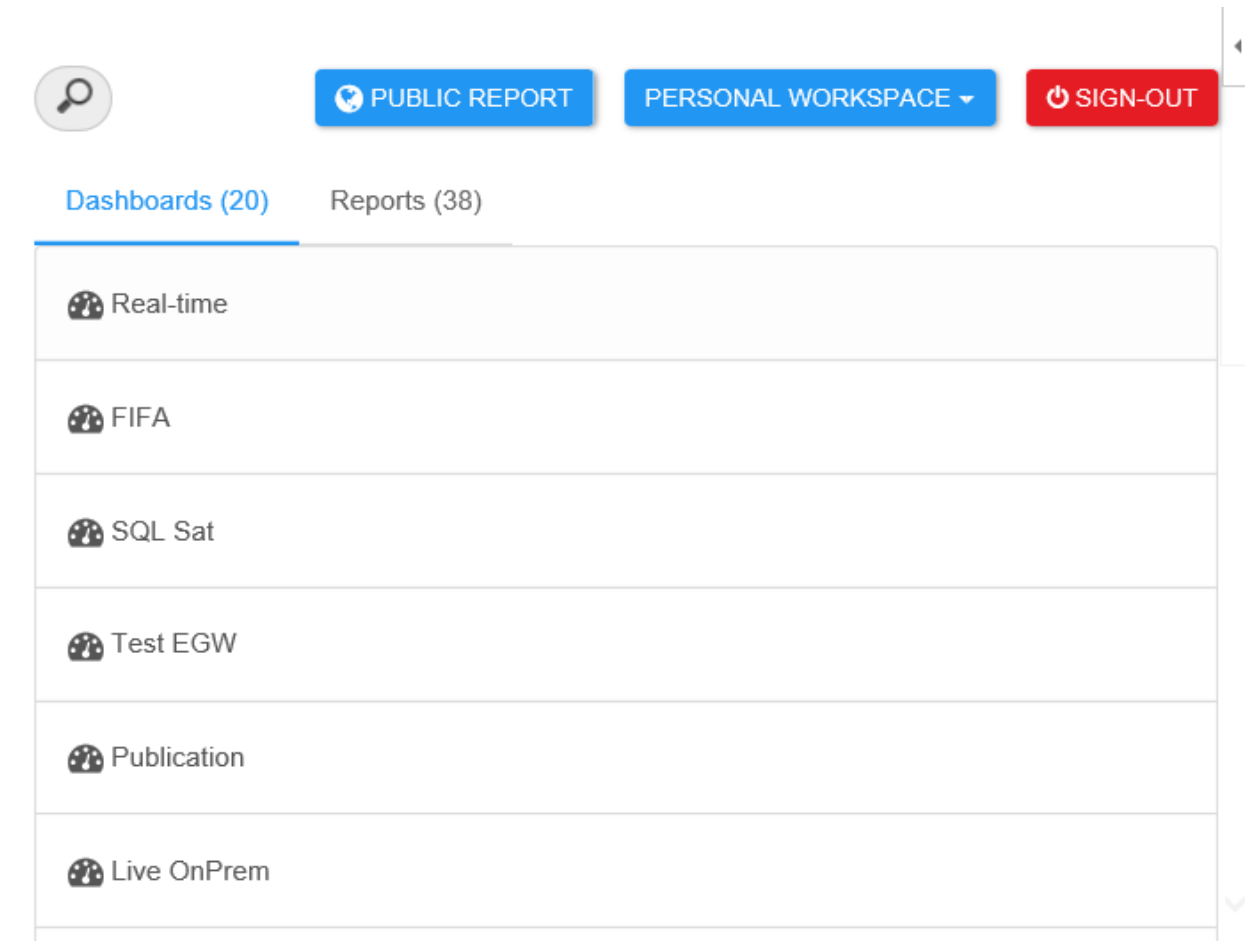 PUBLIC REPORT PERSONAL WORKSPACE SIGN-OUT
Dashboards (20) Reports (38)
Real-time
FIFA
SQL Sat
Test EGW
Publication
Live OnPrem